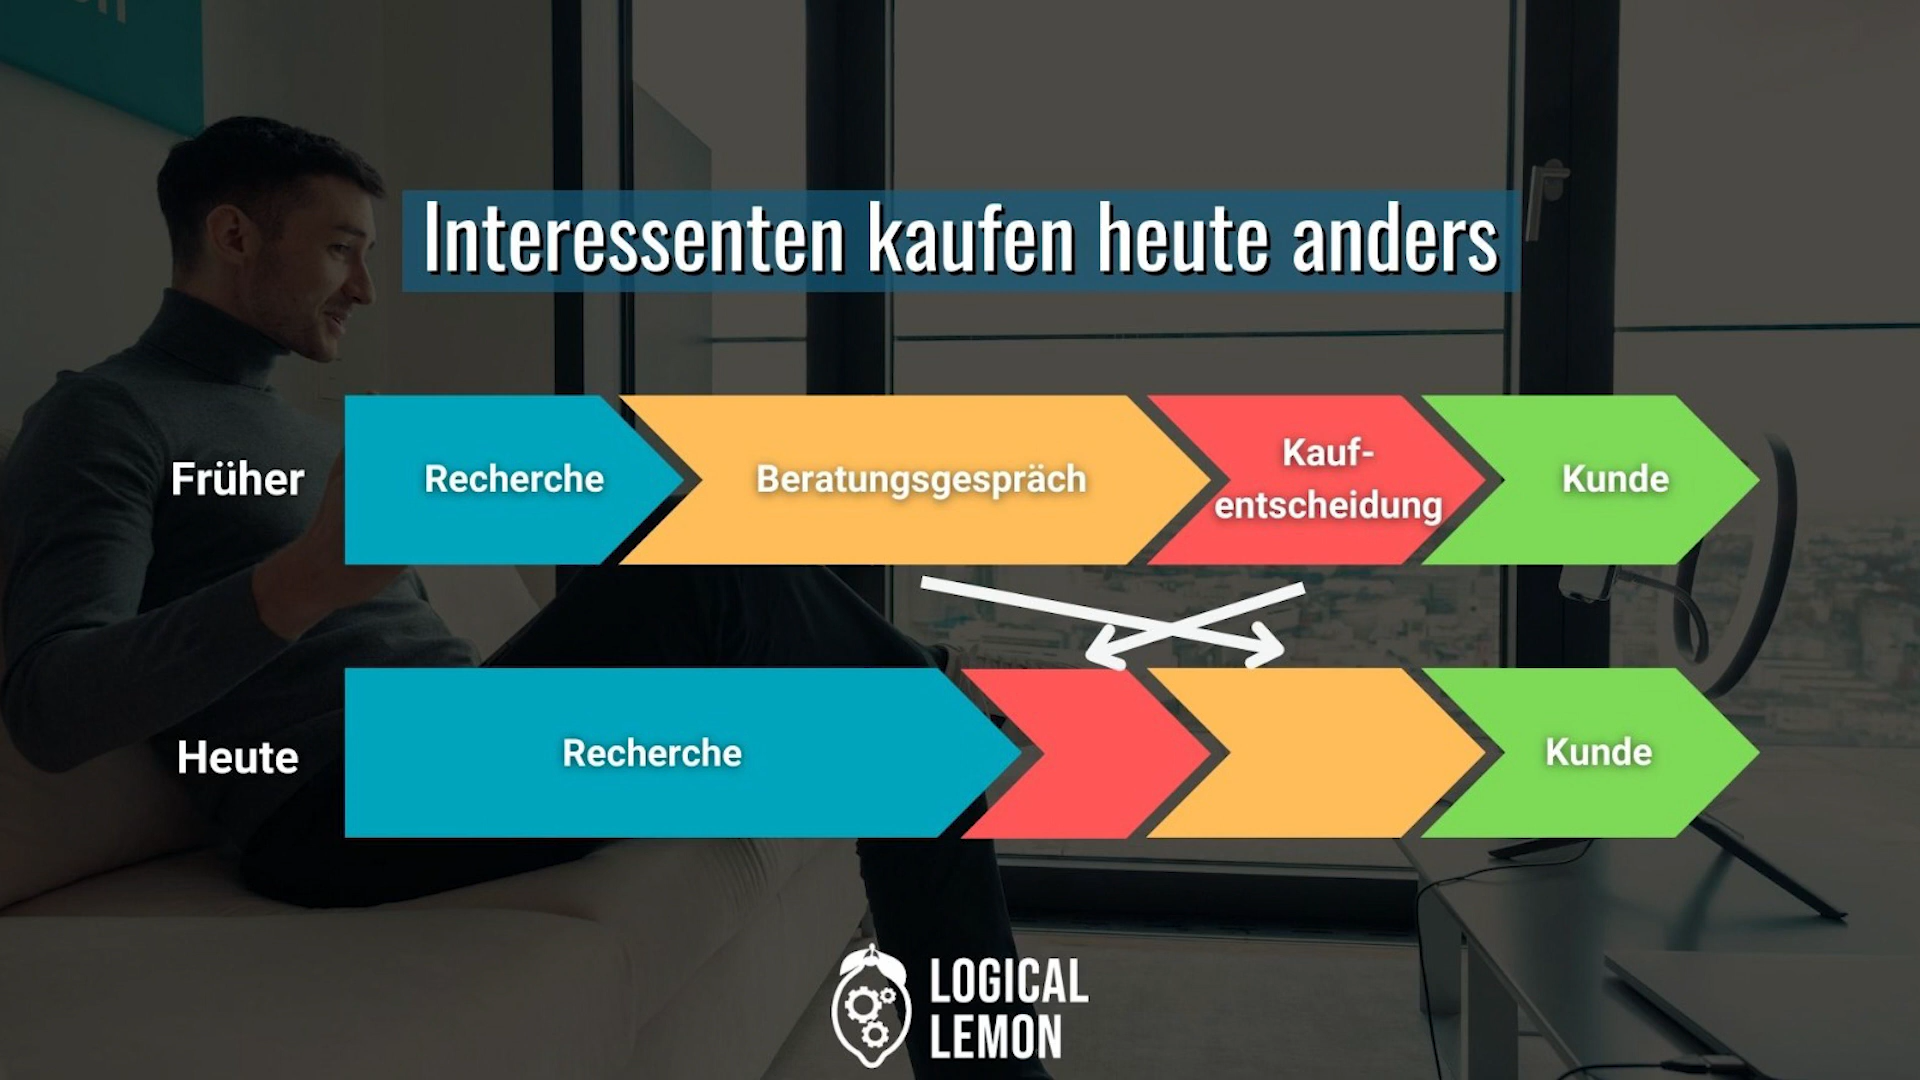 Interessenten kaufen heute anders
Früher
Recherche
Beratungsgespräch
Kauf-
entscheidung
Kunde
Heute
Recherche
Kunde
LOGICAL
LEMON